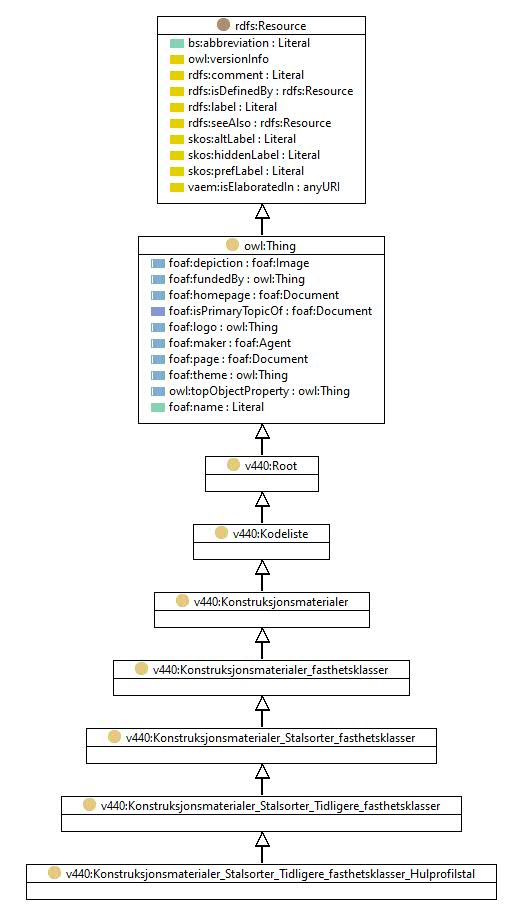 rdfs:Resource
bs:abbreviation : Literal
owl:versionInfo
rdfs:comment : Literal
rdfs:isDefinedBy : rdfs:Resource
rdfs:label : Literal
rdfs:seeAlso : rdfs:Resource
skos:altLabel : Literal
skos:hiddenLabel : Literal
skos:prefLabel : Literal
vaem:isElaboratedIn : anyURI
owl:Thing
foaf:depiction : foaf:Image
foaf:fundedBy : owl:Thing
foaf:homepage : foaf:Document
foaf:isPrimaryTopicOf : foaf:Document
foaf:logo : owl:Thing
foaf:maker : foaf:Agent
foaf:page : foaf:Document
foaf:theme : owl:Thing
owl:topObjectProperty : owl:Thing
foaf:name : Literal
v440:Root
v440:Kodeliste
v440:Konstruksjonsmaterialer
v440:Konstruksjonsmaterialer_fasthetsklasser
v440:Konstruksjonsmaterialer_Stalsorter_fasthetsklasser
v440:Konstruksjonsmaterialer_Stalsorter_Tidligere_fasthetsklasser
v440:Konstruksjonsmaterialer_Stalsorter_Tidligere_fasthetsklasser_Hulprofilstal